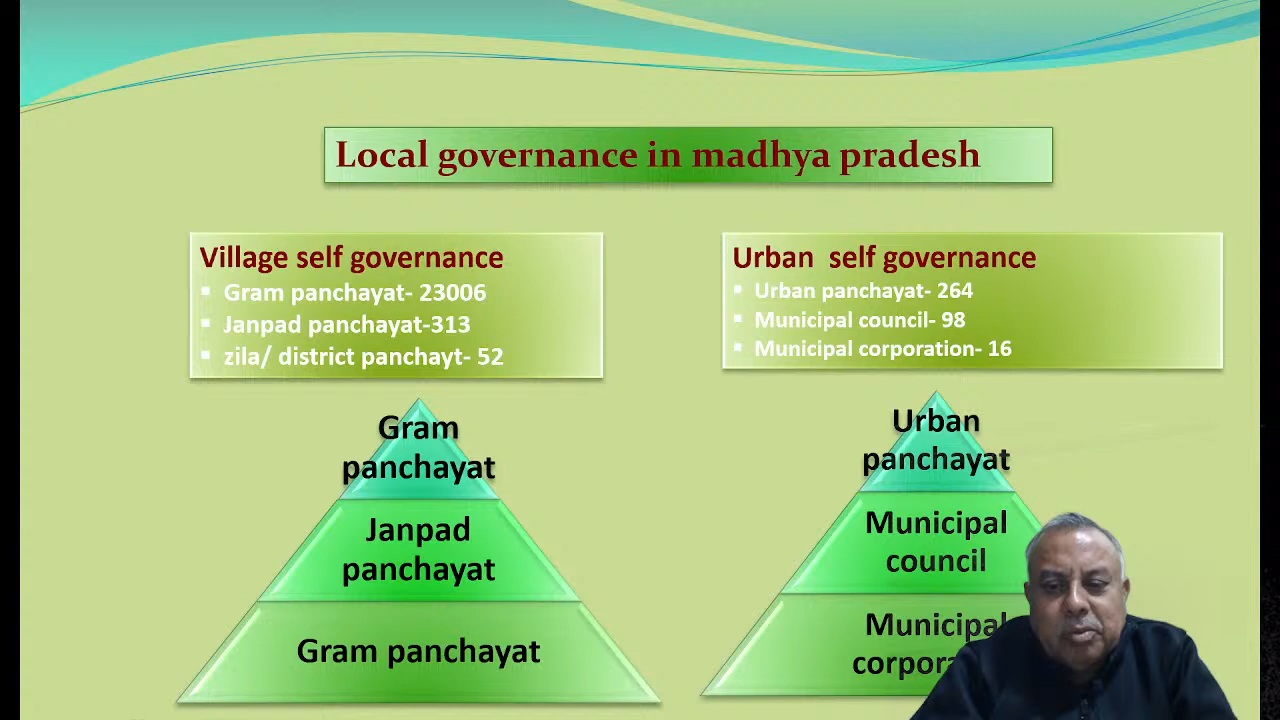 Local governance in madhya pradesh
Village self governance
Gram panchayat- 23006
Janpad panchayat-313
zila/ district panchayt- 52
Urban self governance
Urban panchayat- 264
Municipal council- 98
Municipal corporation- 16
Gram
panchayat
Janpad
panchayat
Gram panchayat
Urban
panchayat
Municipal
council
Municipal